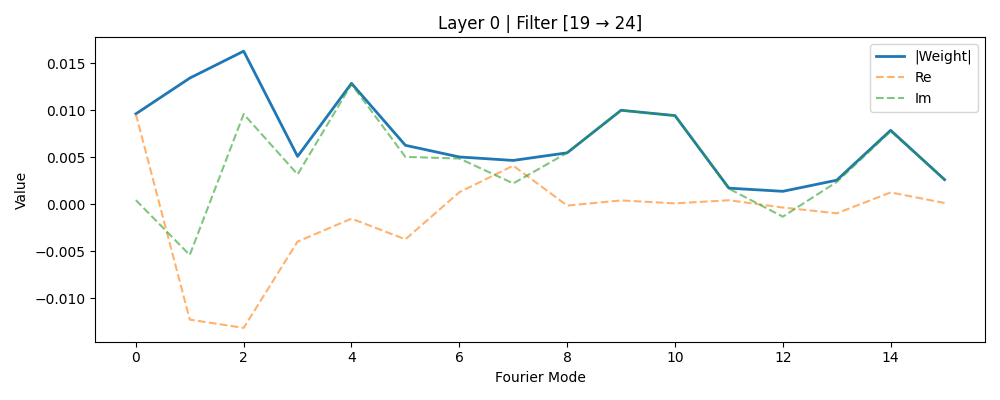 Layer 0 | Filter [19 → 24]
|Weight|
Re
Im
Value
0.015
0.010
0.005
0.000
−0.005
−0.010
0 2 4 6 8 10 12 14
Fourier Mode